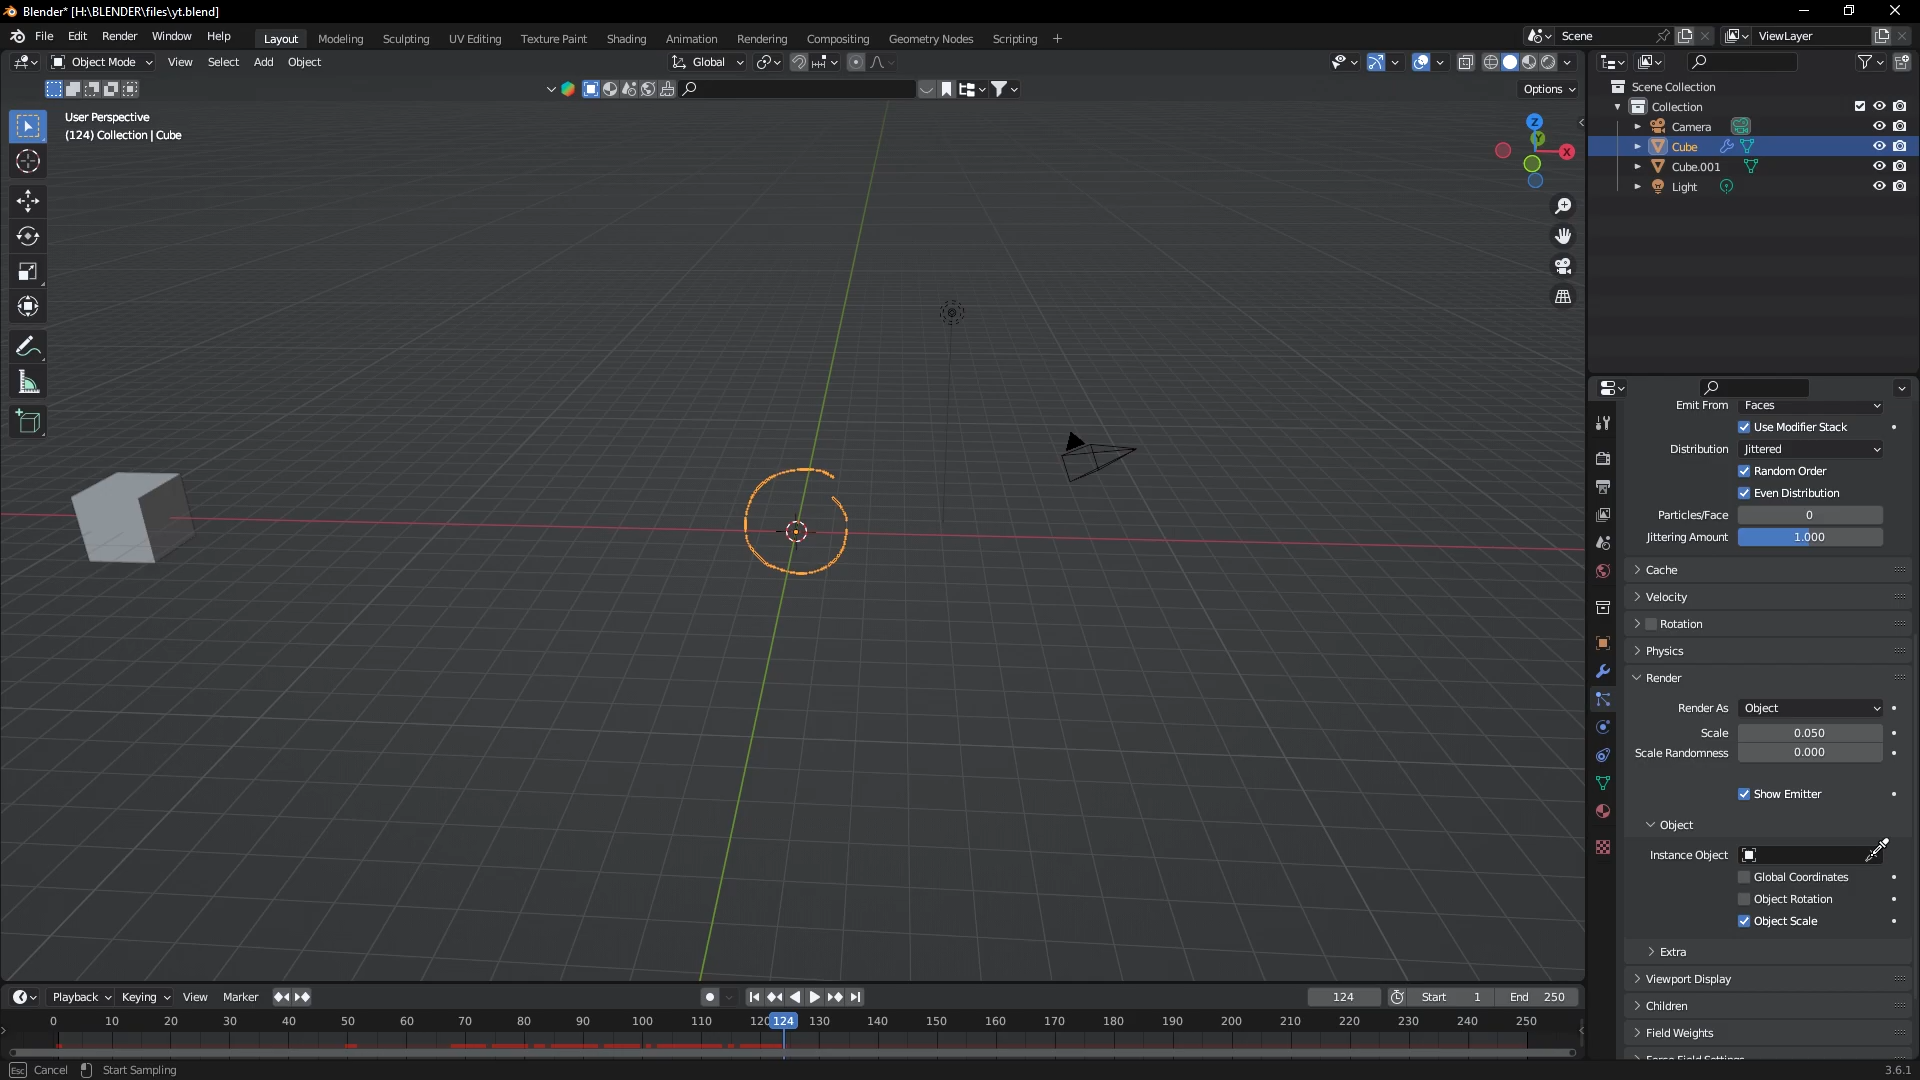 Blender* [H:\BLENDER\files\yt.blend]
File Edit Render Window Help Layout Modeling Sculpting UV Editing Texture Paint Shading Animation Rendering Compositing Geometry Nodes Scripting + Scene ViewLayer
Object Mode View Select Add Object Global
Options
User Perspective
(124) Collection | Cube
Z
Y
X
Scene Collection
Collection
Camera
Cube
Cube.001
Light
Emit From Faces
Use Modifier Stack
Distribution Jittered
Random Order
Even Distribution
Particles/Face 0
Jittering Amount 1.000
Cache
Velocity
Rotation
Physics
Render
Render As Object
Scale 0.050
Scale Randomness 0.000
Show Emitter
Object
Instance Object
Global Coordinates
Object Rotation
Object Scale
Extra
Viewport Display
Children
Field Weights
Force Field Settings
Playback Keying View Marker 124 Start 1 End 250
0 10 20 30 40 50 60 70 80 90 100 110 120 124 130 140 150 160 170 180 190 200 210 220 230 240 250
Esc Cancel Start Sampling 3.6.1